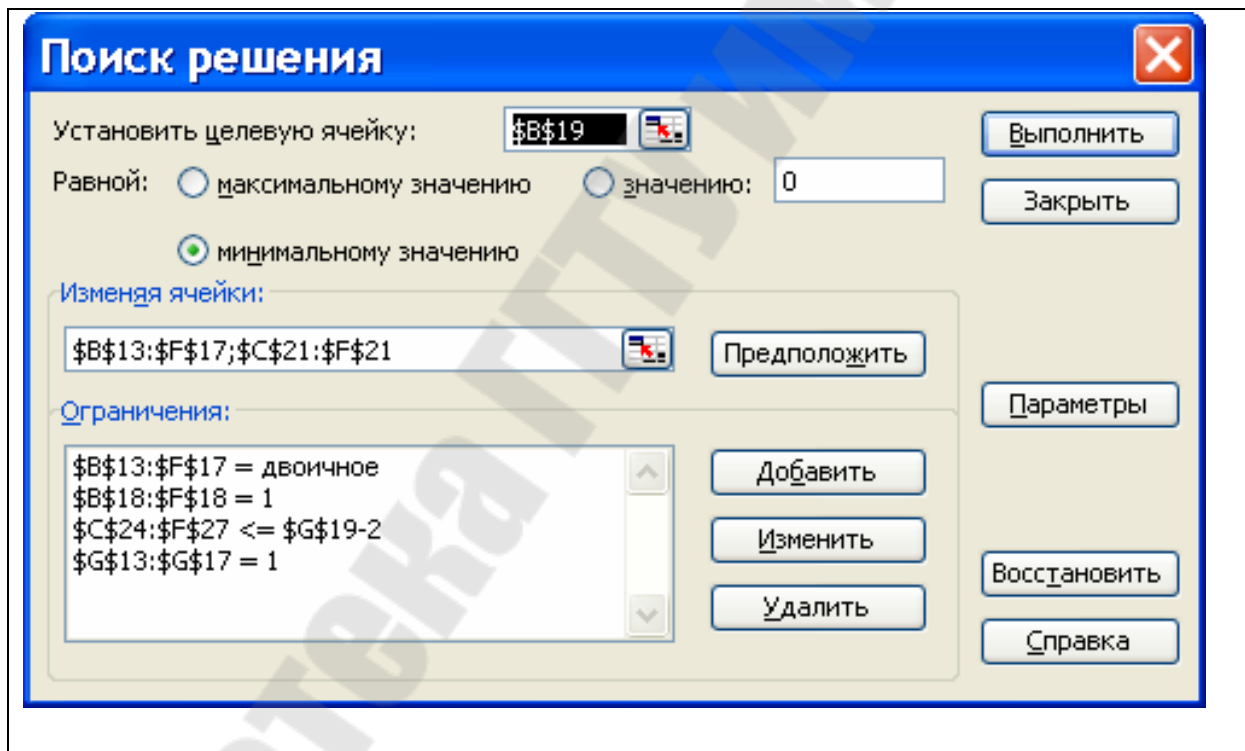 Поиск решения
Установить целевую ячейку: $B$19
Выполнить
Равной: максимальному значению значению: 0
Закрыть
минимальному значению
Изменяя ячейки:
$B$13:$F$17;$C$21:$F$21
Предположить
Ограничения:
Параметры
$B$13:$F$17 = двоичное
$B$18:$F$18 = 1
$C$24:$F$27 <= $G$19-2
$G$13:$G$17 = 1
Добавить
Изменить
Удалить
Восстановить
Справка